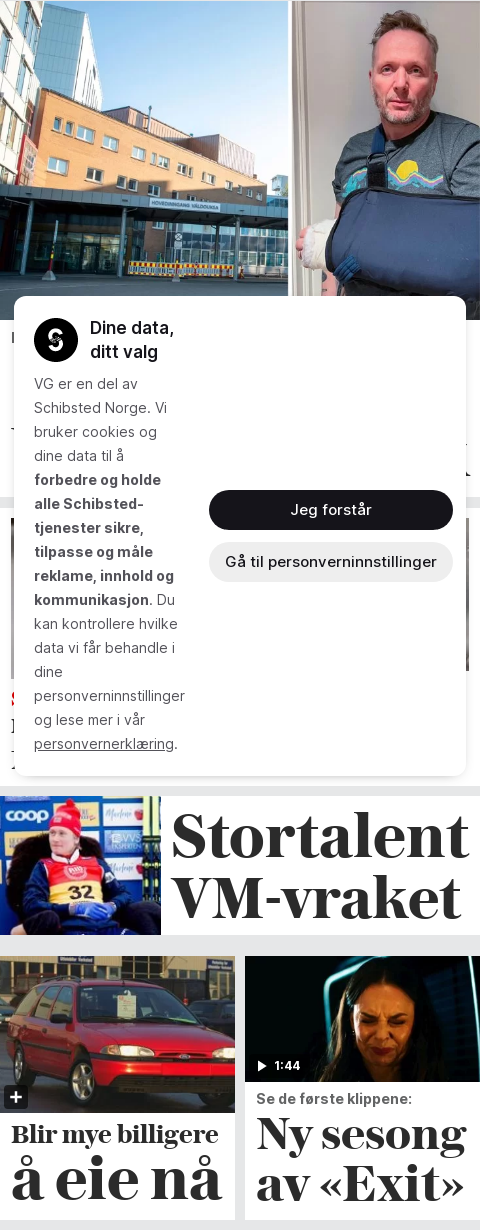 HOVEDINNGANG VÅLDGURDA
Dine data,
ditt valg
VG er en del av
Schibsted Norge. Vi
bruker cookies og
dine data til å
forbedre og holde
alle Schibsted-
tjenester sikre,
tilpasse og måle
reklame, innhold og
kommunikasjon. Du
kan kontrollere hvilke
data vi får behandle i
dine
personverninnstillinger
og lese mer i vår
personvernerklæring.
Jeg forstår
Gå til personverninnstillinger
coop
32
Stortalent
VM-vraket
Blir mye billigere
å eie nå
1:44
Se de første klippene:
Ny sesong
av «Exit»